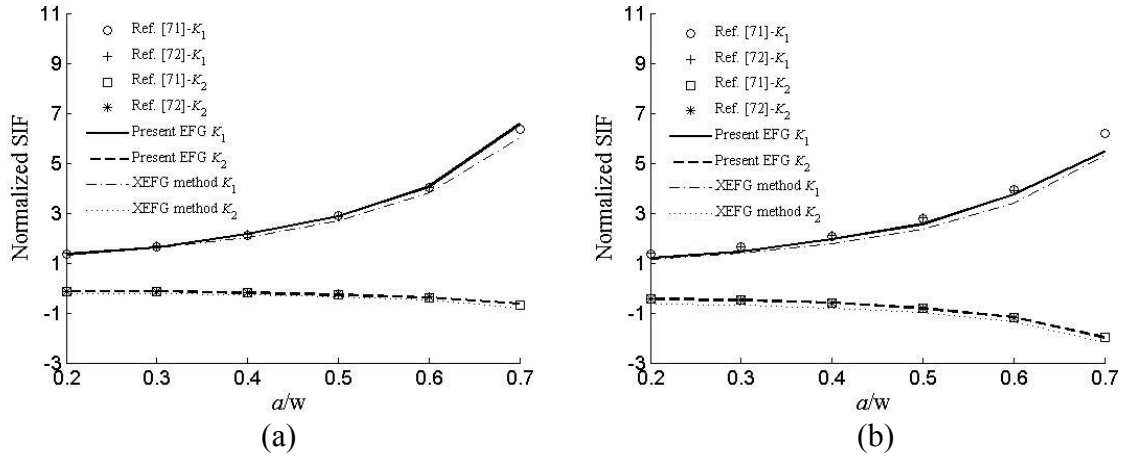 11
9
7
5
3
1
-1
-3
Normalized SIF
Ref. [71]-K1
Ref. [72]-K1
Ref. [71]-K2
Ref. [72]-K2
Present EFG K1
Present EFG K2
XEFG method K1
XEFG method K2
0.2 0.3 0.4 0.5 0.6 0.7
a/w
(a)
11
9
7
5
3
1
-1
-3
Normalized SIF
Ref. [71]-K1
Ref. [72]-K1
Ref. [71]-K2
Ref. [72]-K2
Present EFG K1
Present EFG K2
XEFG method K1
XEFG method K2
0.2 0.3 0.4 0.5 0.6 0.7
a/w
(b)